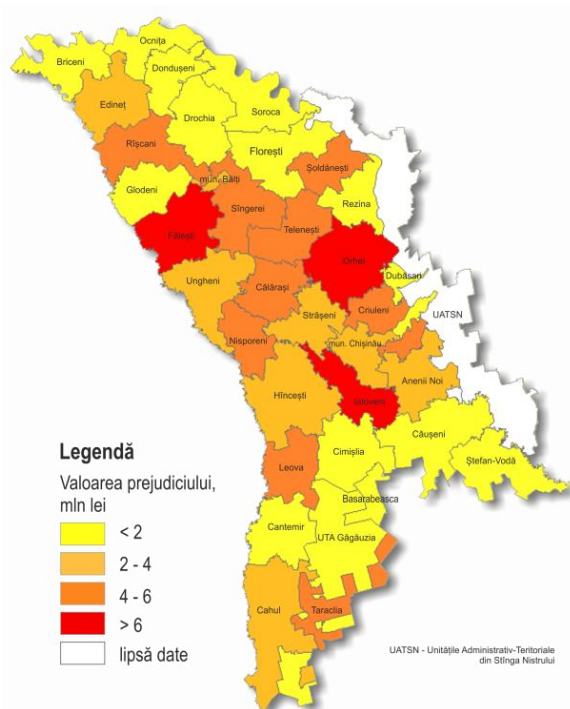 Ocnița
Briceni
Dondușeni
Edineț
Soroca
Drochia
Rîșcani
Florești
Șoldănești
mun. Bălți
Glodeni
Rezina
Sîngerei
Telenești
Fălești
Orhei
Dubăsari
Ungheni
Călărași
Criuleni
UATSN
Strășeni
Nisporeni
mun. Chișinău
Anenii Noi
Hîncești
Ialoveni
Căușeni
Cimișlia
Ștefan-Vodă
Leova
Basarabeasca
Cantemir
UTA Găgăuzia
Cahul
Taraclia
Legendă
Valoarea prejudiciului,
mln lei
< 2
2 - 4
4 - 6
> 6
lipsă date
UATSN - Unitățile Administrativ-Teritoriale
din Stînga Nistrului